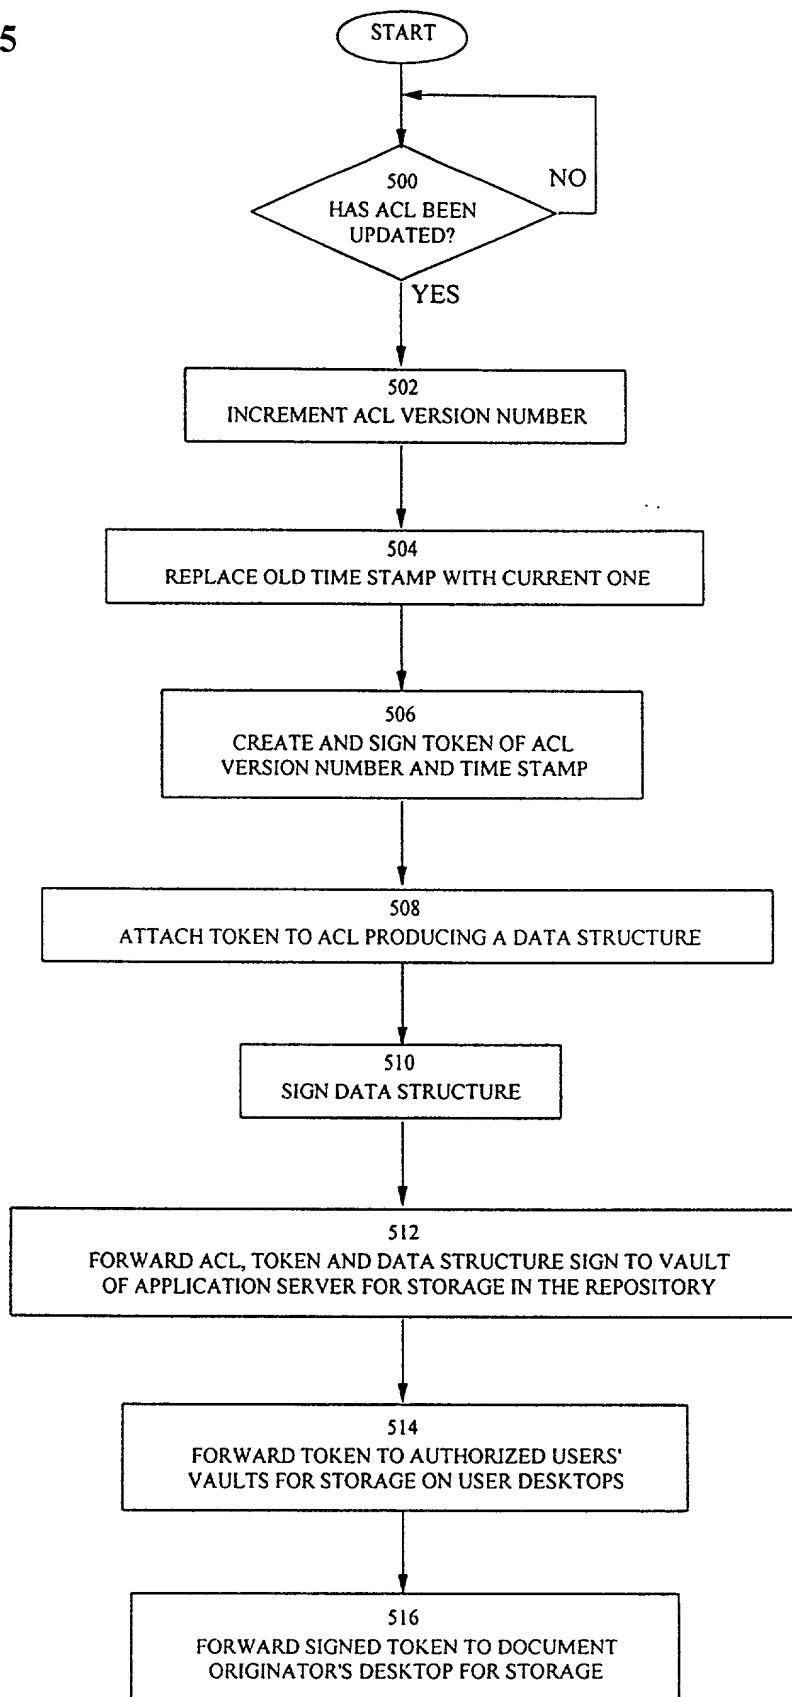 5
START
500
HAS ACL BEEN
UPDATED?
NO
YES
502
INCREMENT ACL VERSION NUMBER
504
REPLACE OLD TIME STAMP WITH CURRENT ONE
506
CREATE AND SIGN TOKEN OF ACL
VERSION NUMBER AND TIME STAMP
508
ATTACH TOKEN TO ACL PRODUCING A DATA STRUCTURE
510
SIGN DATA STRUCTURE
512
FORWARD ACL, TOKEN AND DATA STRUCTURE SIGN TO VAULT
OF APPLICATION SERVER FOR STORAGE IN THE REPOSITORY
514
FORWARD TOKEN TO AUTHORIZED USERS'
VAULTS FOR STORAGE ON USER DESKTOPS
516
FORWARD SIGNED TOKEN TO DOCUMENT
ORIGINATOR'S DESKTOP FOR STORAGE